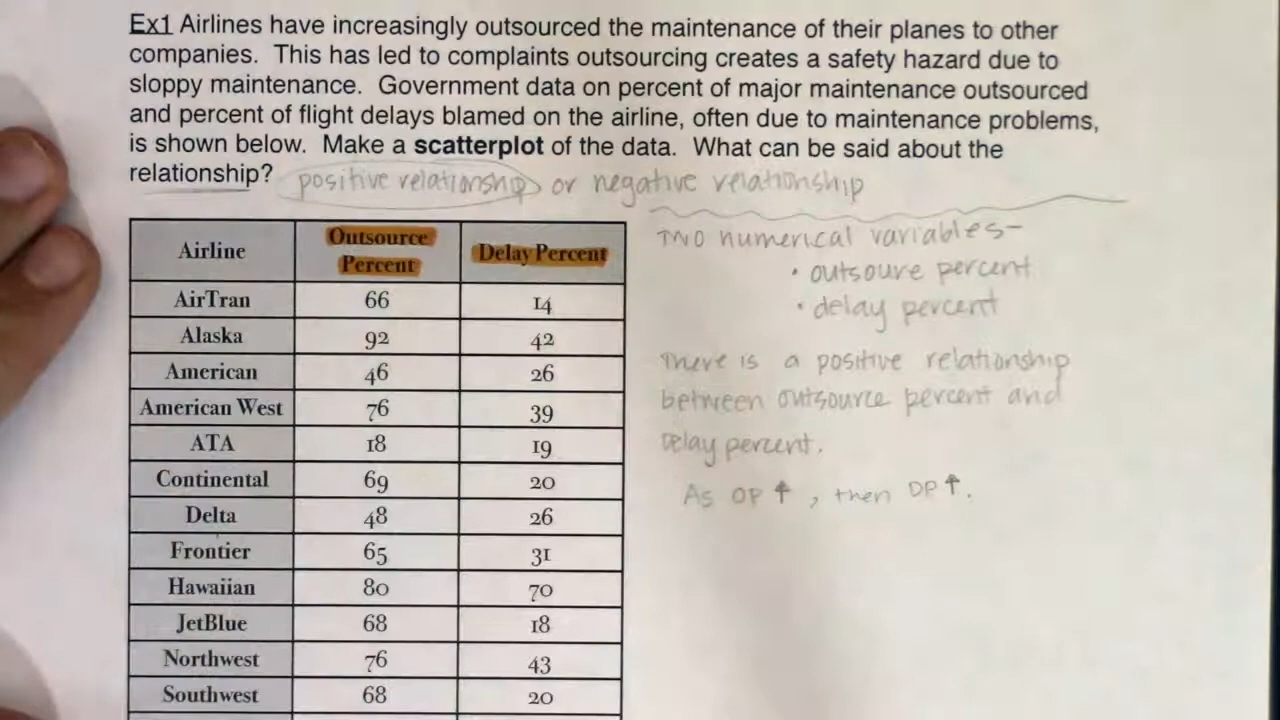 Ex1 Airlines have increasingly outsourced the maintenance of their planes to other
companies. This has led to complaints outsourcing creates a safety hazard due to
sloppy maintenance. Government data on percent of major maintenance outsourced
and percent of flight delays blamed on the airline, often due to maintenance problems,
is shown below. Make a scatterplot of the data. What can be said about the
relationship? positive relationship or negative relationship
Airline Outsource Percent Delay Percent
AirTran 66 14
Alaska 92 42
American 46 26
American West 76 39
ATA 18 19
Continental 69 20
Delta 48 26
Frontier 65 31
Hawaiian 80 70
JetBlue 68 18
Northwest 76 43
Southwest 68 20
Two numerical variables-
• outsoure percent
• delay percent
There is a positive relationship
between outsource percent and
Delay percent.
As OP ↑, then DP ↑.